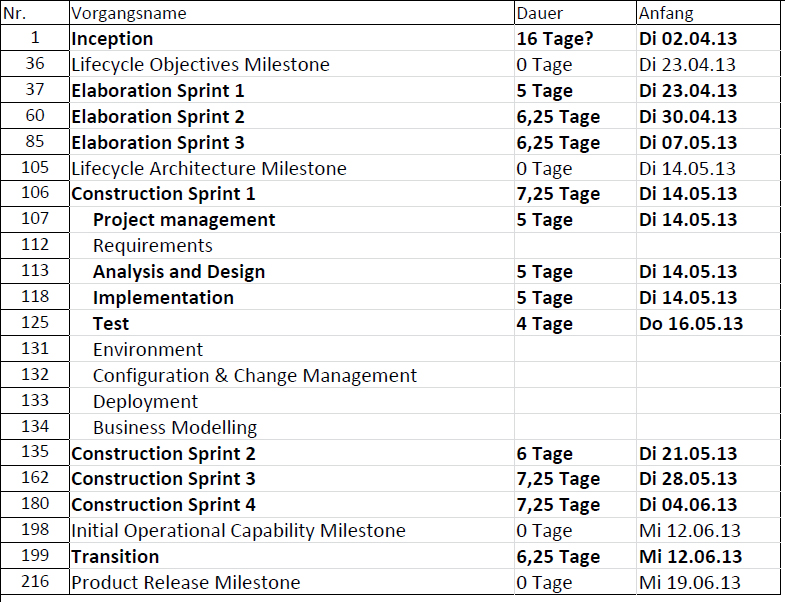 Nr. Vorgangsname Dauer Anfang
1 Inception 16 Tage? Di 02.04.13
36 Lifecycle Objectives Milestone 0 Tage Di 23.04.13
37 Elaboration Sprint 1 5 Tage Di 23.04.13
60 Elaboration Sprint 2 6,25 Tage Di 30.04.13
85 Elaboration Sprint 3 6,25 Tage Di 07.05.13
105 Lifecycle Architecture Milestone 0 Tage Di 14.05.13
106 Construction Sprint 1 7,25 Tage Di 14.05.13
107 Project management 5 Tage Di 14.05.13
112 Requirements
113 Analysis and Design 5 Tage Di 14.05.13
118 Implementation 5 Tage Di 14.05.13
125 Test 4 Tage Do 16.05.13
131 Environment
132 Configuration & Change Management
133 Deployment
134 Business Modelling
135 Construction Sprint 2 6 Tage Di 21.05.13
162 Construction Sprint 3 7,25 Tage Di 28.05.13
180 Construction Sprint 4 7,25 Tage Di 04.06.13
198 Initial Operational Capability Milestone 0 Tage Mi 12.06.13
199 Transition 6,25 Tage Mi 12.06.13
216 Product Release Milestone 0 Tage Mi 19.06.13